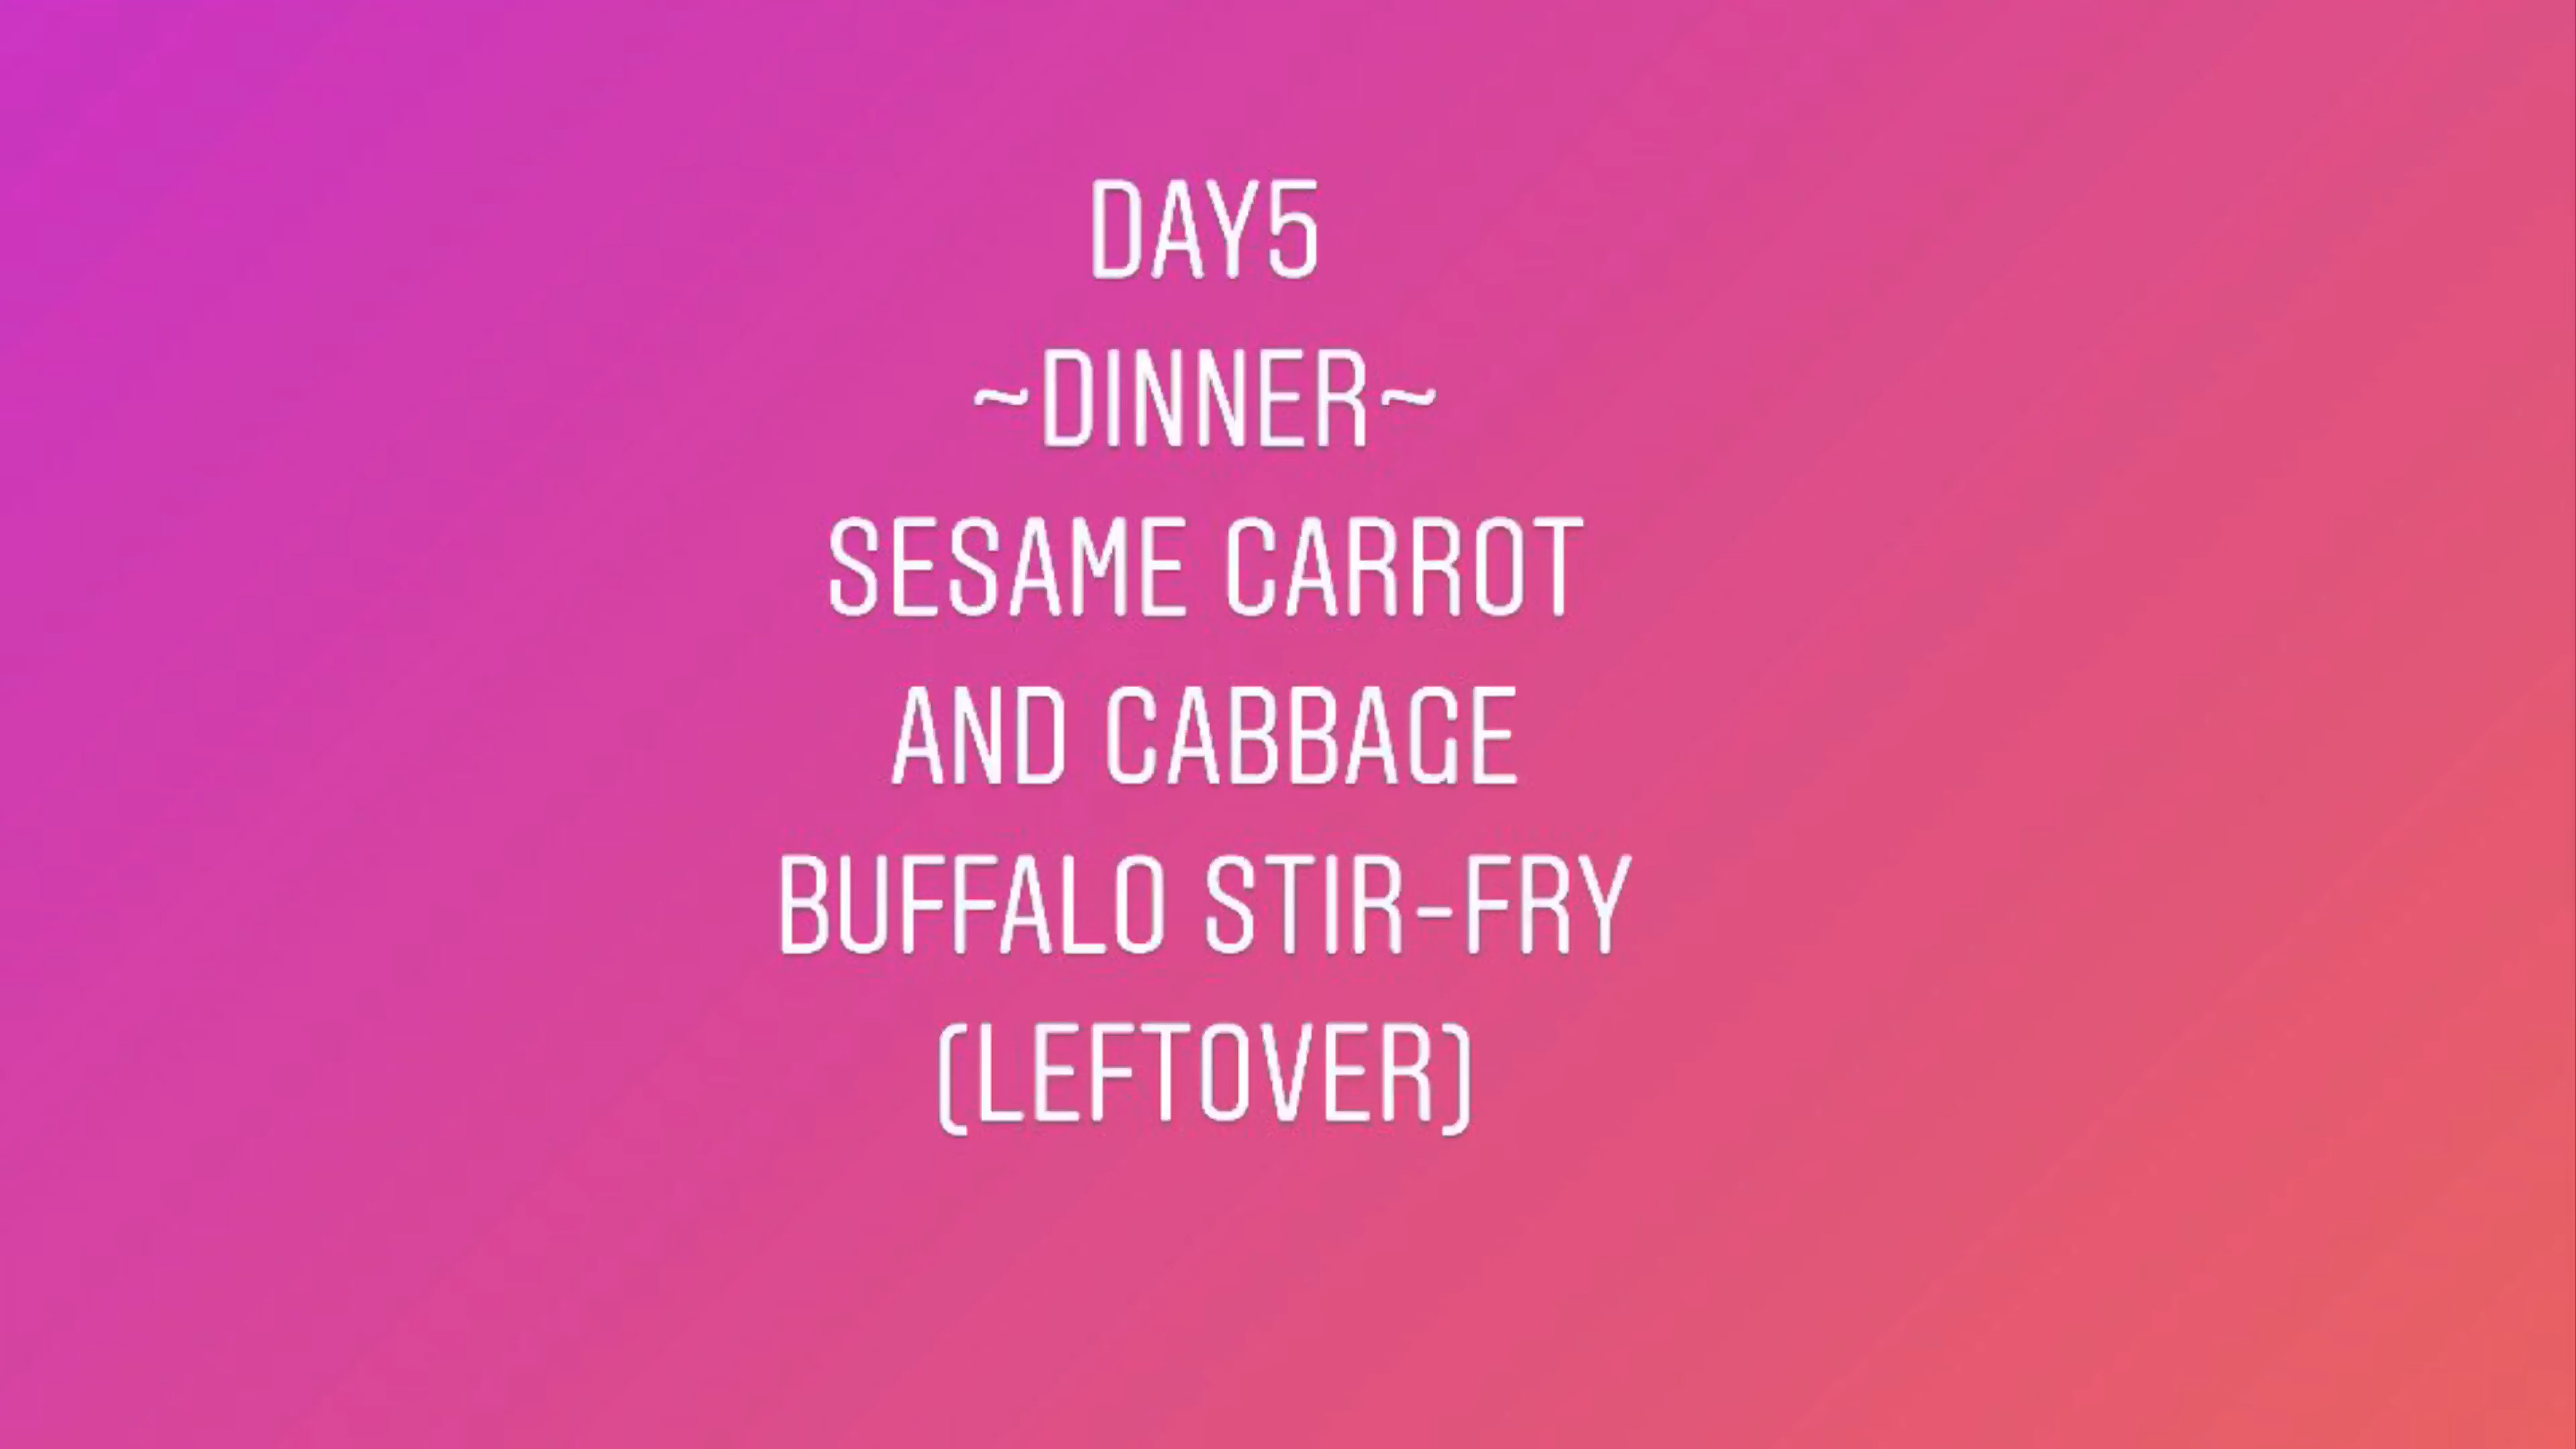 DAY5
~DINNER~
SESAME CARROT
AND CABBAGE
BUFFALO STIR-FRY
(LEFTOVER)